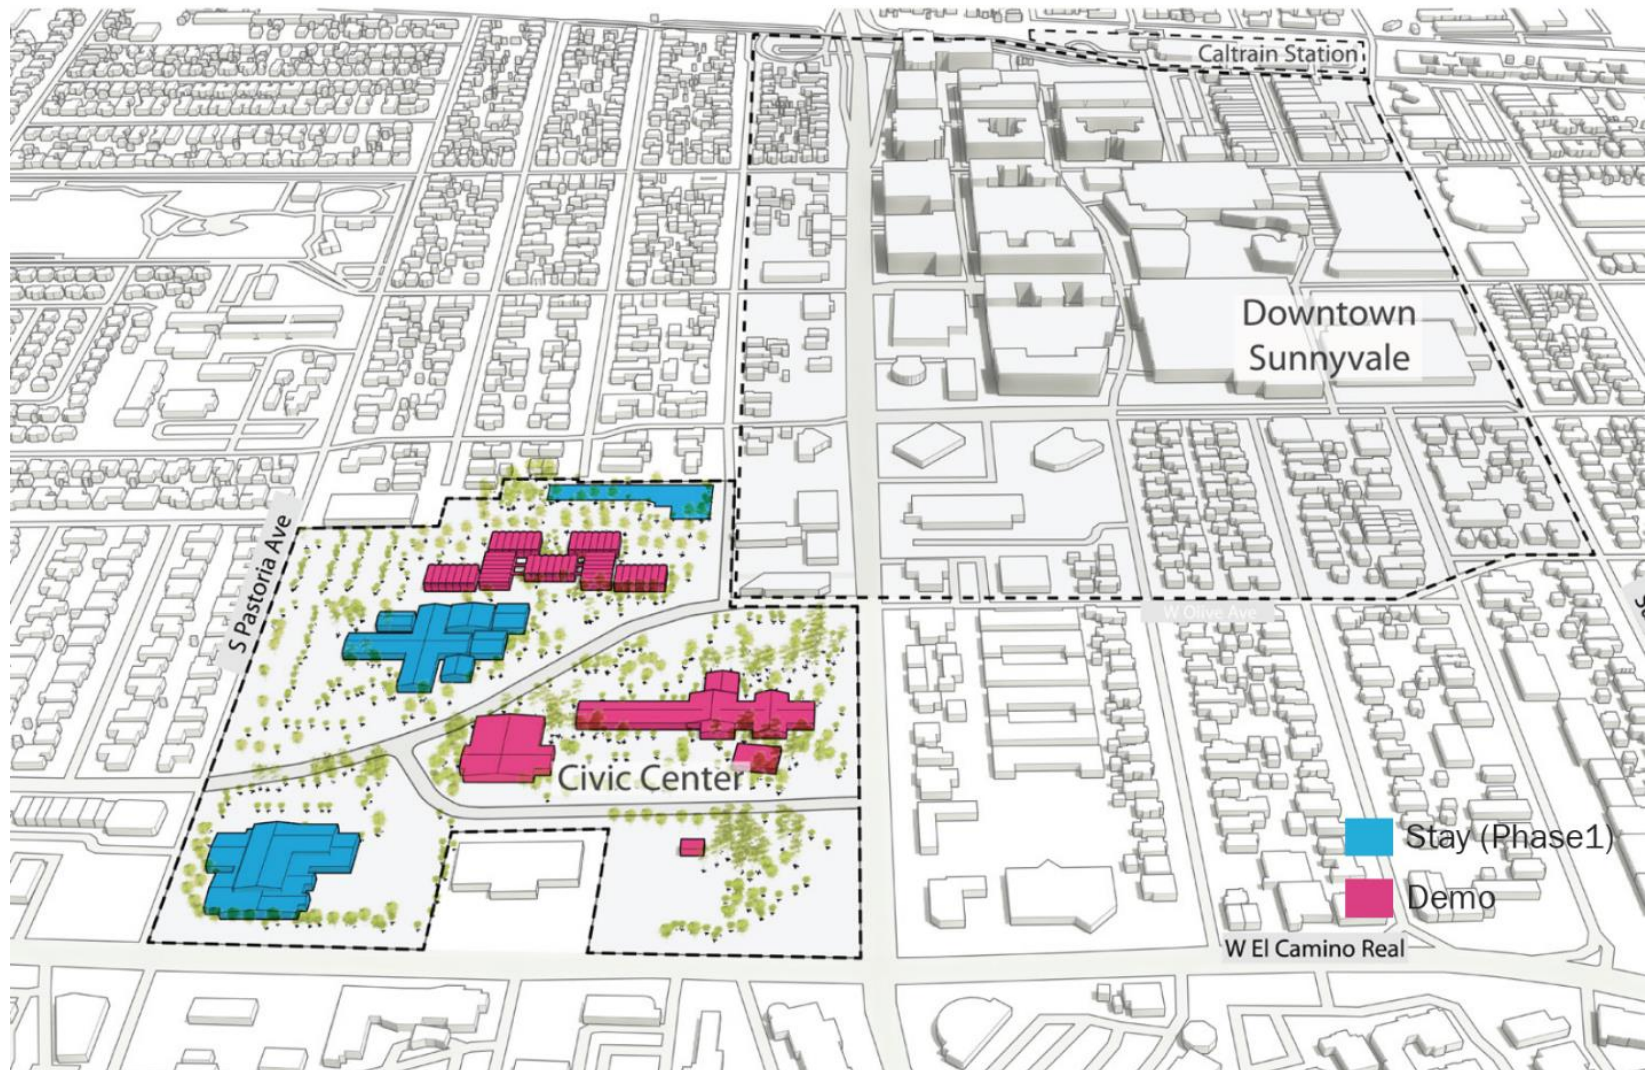 Caltrain Station
Downtown
Sunnyvale
S Pastoria Ave
W Olive Ave
Civic Center
Stay (Phase1)
Demo
W El Camino Real